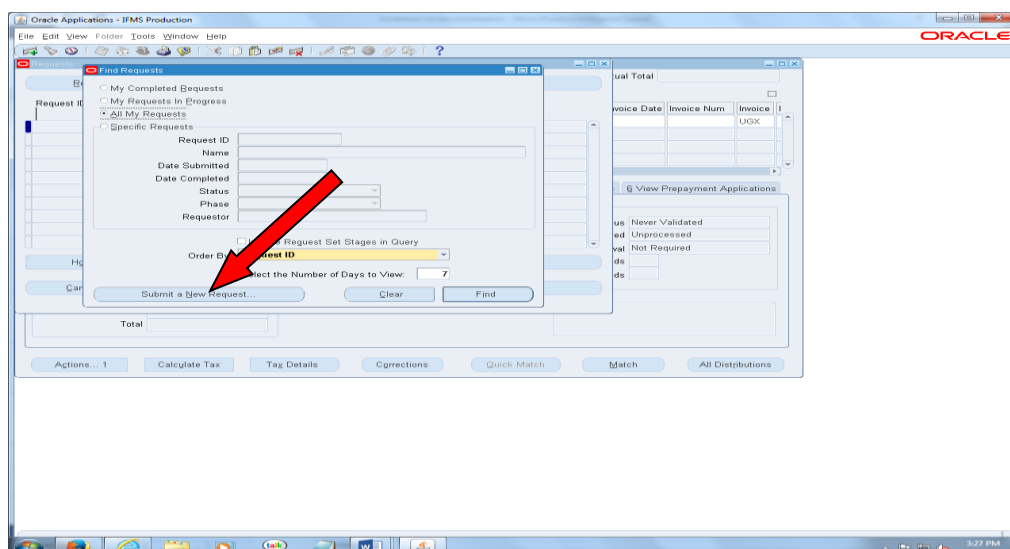 Oracle Applications - IFMS Production
File Edit View Folder Tools Window Help
ORACLE
Requests
Find Requests
My Completed Requests
My Requests In Progress
All My Requests
Specific Requests
Request ID
Name
Date Submitted
Date Completed
Status
Phase
Requestor
Request Set Stages in Query
Order By
Select the Number of Days to View: 7
Submit a New Request...
Clear
Find
Request ID
Total
Invoice Date
Invoice Num
Invoice
UGX
6 View Prepayment Applications
Never Validated
Unprocessed
Not Required
Total
Actions... 1
Calculate Tax
Tax Details
Corrections
Quick Match
Match
All Distributions
talk
3:27 PM